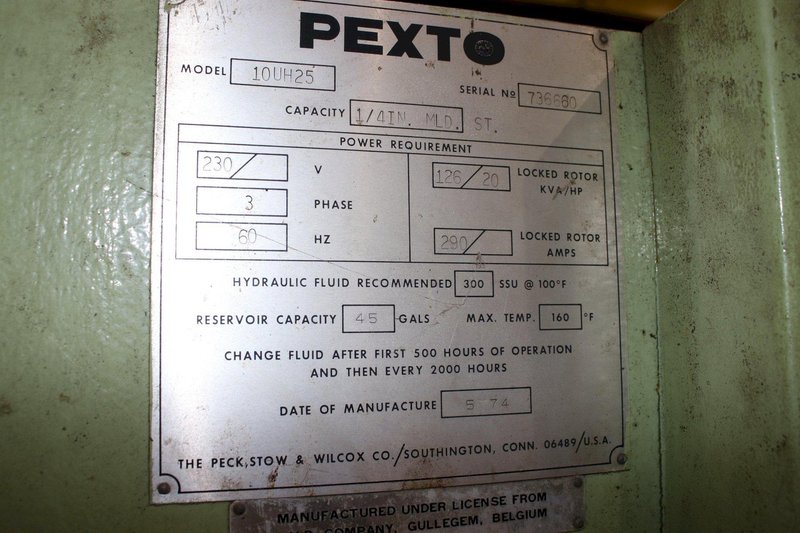 PEXTO
MODEL 10UH25
SERIAL No 736680
CAPACITY 1/4IN. MLD. ST.
POWER REQUIREMENT
230/ V
126/20 LOCKED ROTOR KVA/HP
3 PHASE
60 HZ
290/ LOCKED ROTOR AMPS
HYDRAULIC FLUID RECOMMENDED 300 SSU @ 100°F
RESERVOIR CAPACITY 45 GALS MAX. TEMP. 160 °F
CHANGE FLUID AFTER FIRST 500 HOURS OF OPERATION
AND THEN EVERY 2000 HOURS
DATE OF MANUFACTURE 5 74
THE PECK, STOW & WILCOX CO./SOUTHINGTON, CONN. 06489/U.S.A.
MANUFACTURED UNDER LICENSE FROM
COMPANY, GULLEGEM, BELGIUM